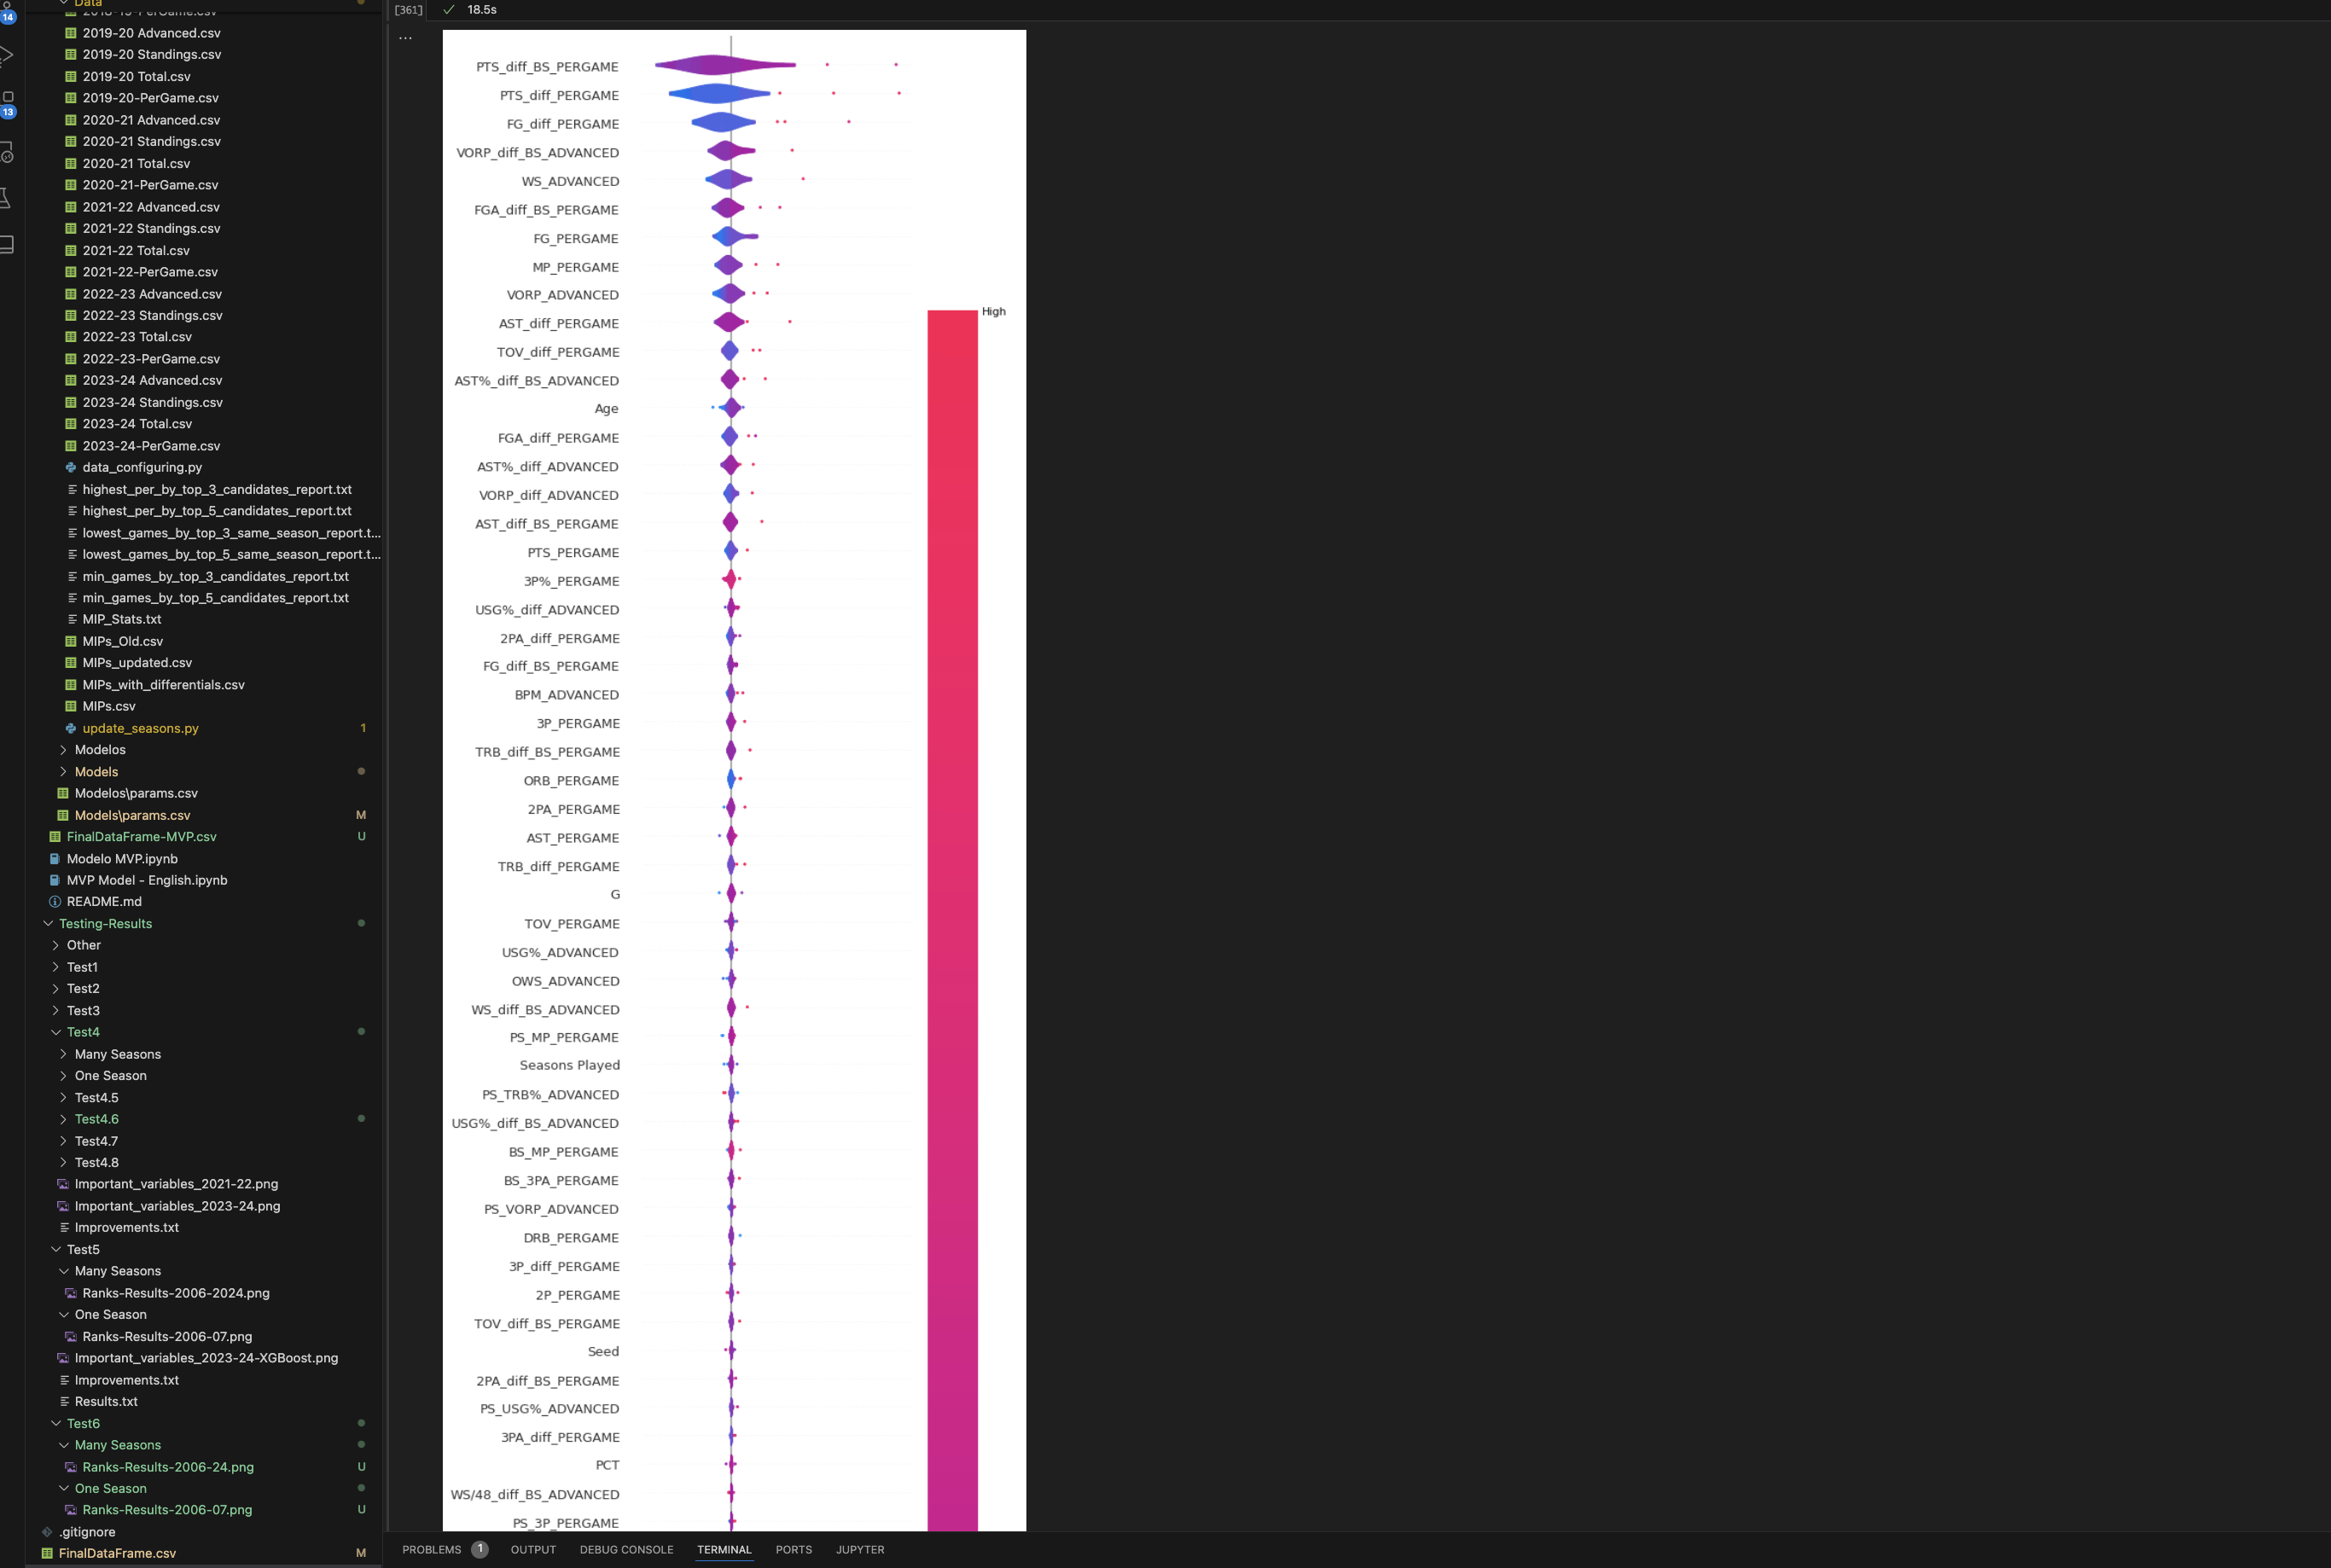 14
13
Data
2018-19-PerGame.csv
2019-20 Advanced.csv
2019-20 Standings.csv
2019-20 Total.csv
2019-20-PerGame.csv
2020-21 Advanced.csv
2020-21 Standings.csv
2020-21 Total.csv
2020-21-PerGame.csv
2021-22 Advanced.csv
2021-22 Standings.csv
2021-22 Total.csv
2021-22-PerGame.csv
2022-23 Advanced.csv
2022-23 Standings.csv
2022-23 Total.csv
2022-23-PerGame.csv
2023-24 Advanced.csv
2023-24 Standings.csv
2023-24 Total.csv
2023-24-PerGame.csv
data_configuring.py
highest_per_by_top_3_candidates_report.txt
highest_per_by_top_5_candidates_report.txt
lowest_games_by_top_3_same_season_report.t...
lowest_games_by_top_5_same_season_report.t...
min_games_by_top_3_candidates_report.txt
min_games_by_top_5_candidates_report.txt
MIP_Stats.txt
MIPs_Old.csv
MIPs_updated.csv
MIPs_with_differentials.csv
MIPs.csv
update_seasons.py 1
Modelos
Models
Modelos\params.csv
Models\params.csv M
FinalDataFrame-MVP.csv U
Modelo MVP.ipynb
MVP Model - English.ipynb
README.md
Testing-Results
Other
Test1
Test2
Test3
Test4
Many Seasons
One Season
Test4.5
Test4.6
Test4.7
Test4.8
Important_variables_2021-22.png
Important_variables_2023-24.png
Improvements.txt
Test5
Many Seasons
Ranks-Results-2006-2024.png
One Season
Ranks-Results-2006-07.png
Important_variables_2023-24-XGBoost.png
Improvements.txt
Results.txt
Test6
Many Seasons
Ranks-Results-2006-24.png U
One Season
Ranks-Results-2006-07.png U
.gitignore
FinalDataFrame.csv M
[361] 18.5s
...
PTS_diff_BS_PERGAME
PTS_diff_PERGAME
FG_diff_PERGAME
VORP_diff_BS_ADVANCED
WS_ADVANCED
FGA_diff_BS_PERGAME
FG_PERGAME
MP_PERGAME
VORP_ADVANCED
AST_diff_PERGAME
TOV_diff_PERGAME
AST%_diff_BS_ADVANCED
Age
FGA_diff_PERGAME
AST%_diff_ADVANCED
VORP_diff_ADVANCED
AST_diff_BS_PERGAME
PTS_PERGAME
3P%_PERGAME
USG%_diff_ADVANCED
2PA_diff_PERGAME
FG_diff_BS_PERGAME
BPM_ADVANCED
3P_PERGAME
TRB_diff_BS_PERGAME
ORB_PERGAME
2PA_PERGAME
AST_PERGAME
TRB_diff_PERGAME
G
TOV_PERGAME
USG%_ADVANCED
OWS_ADVANCED
WS_diff_BS_ADVANCED
PS_MP_PERGAME
Seasons Played
PS_TRB%_ADVANCED
USG%_diff_BS_ADVANCED
BS_MP_PERGAME
BS_3PA_PERGAME
PS_VORP_ADVANCED
DRB_PERGAME
3P_diff_PERGAME
2P_PERGAME
TOV_diff_BS_PERGAME
Seed
2PA_diff_BS_PERGAME
PS_USG%_ADVANCED
3PA_diff_PERGAME
PCT
WS/48_diff_BS_ADVANCED
PS_3P_PERGAME
High
PROBLEMS 1 OUTPUT DEBUG CONSOLE TERMINAL PORTS JUPYTER